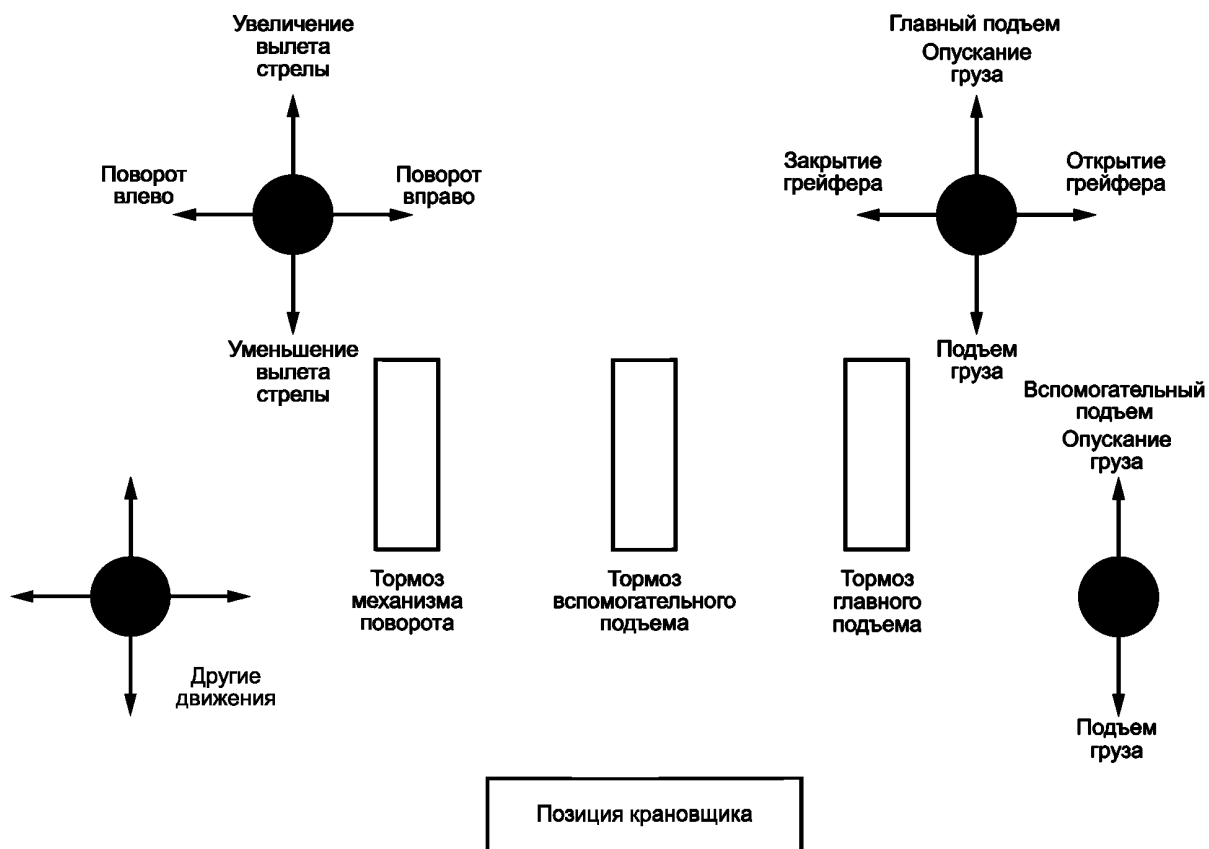 Увеличение
вылета
стрелы
Главный подъем
Опускание
груза
Поворот
влево
Поворот
вправо
Закрытие
грейфера
Открытие
грейфера
Уменьшение
вылета
стрелы
Подъем
груза
Вспомогательный
подъем
Опускание
груза
Тормоз
механизма
поворота
Тормоз
вспомогательного
подъема
Тормоз
главного
подъема
Другие
движения
Подъем
груза
Позиция крановщика